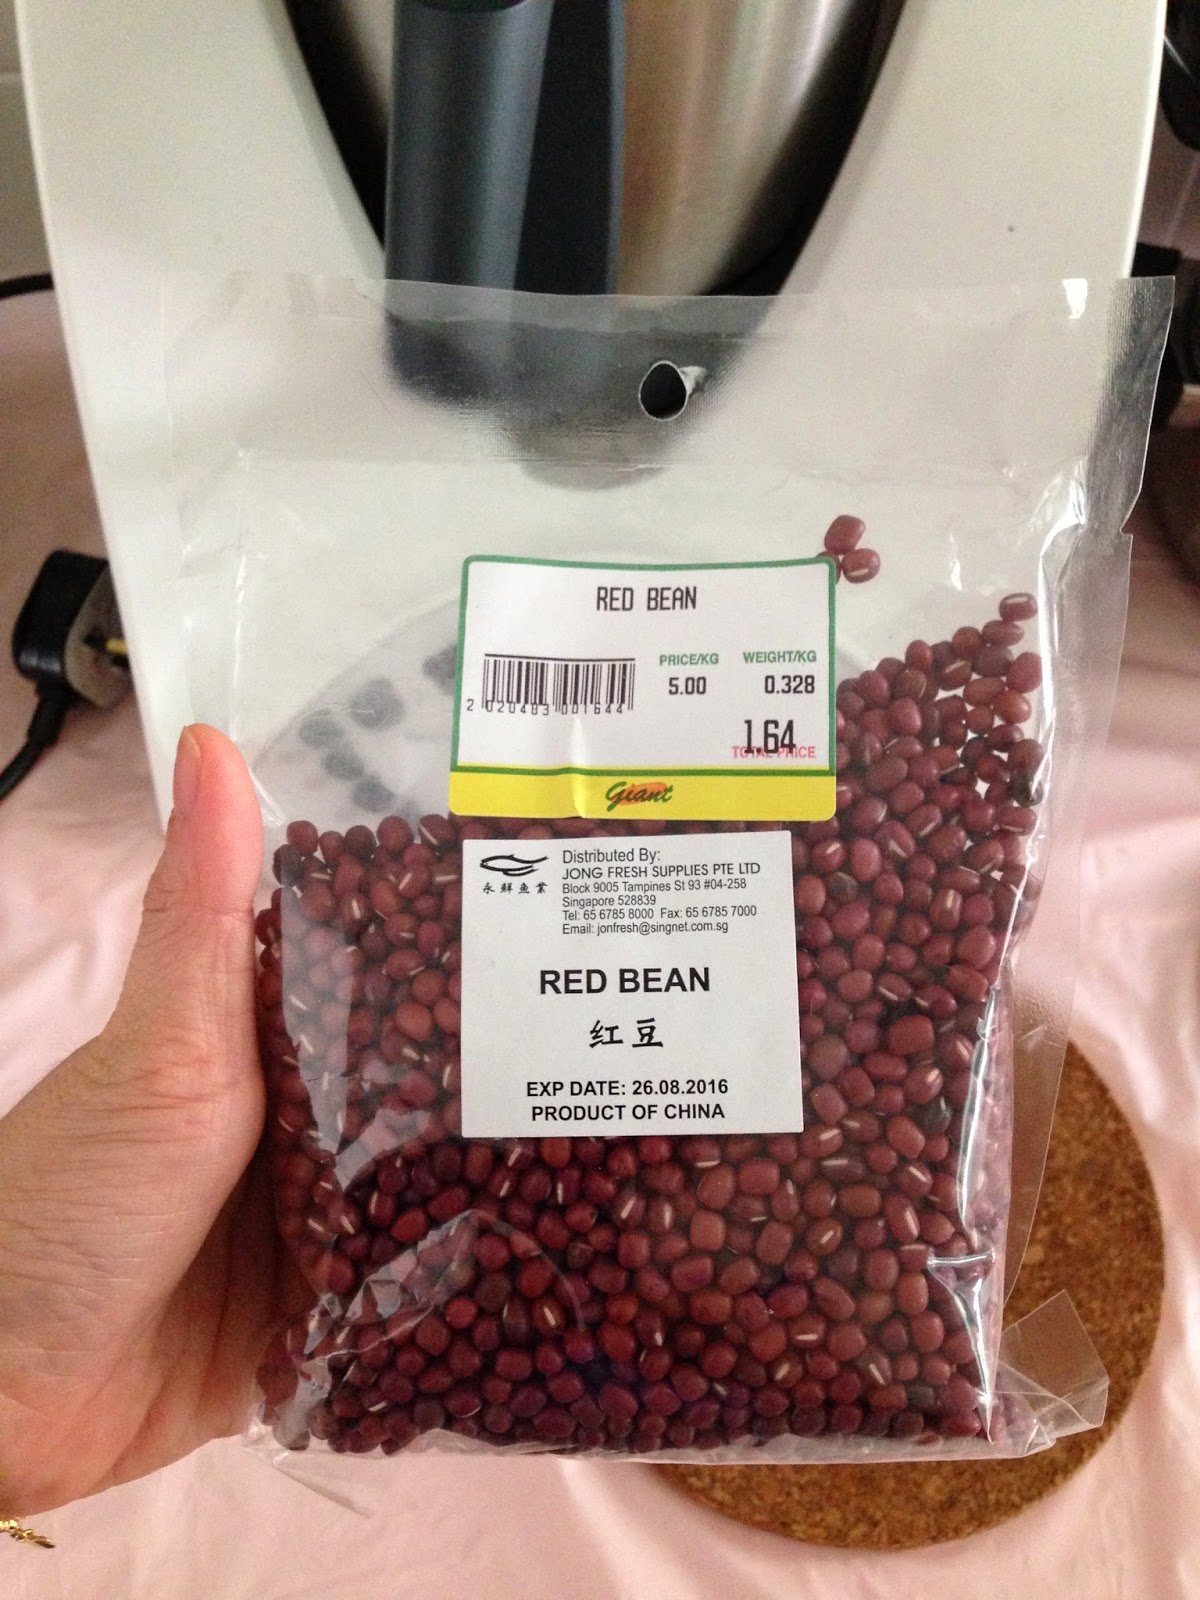 RED BEAN
PRICE/KG WEIGHT/KG
5.00 0.328
2 020483 001644
1.64
TOTAL PRICE
Giant
永鮮魚業
Distributed By:
JONG FRESH SUPPLIES PTE LTD
Block 9005 Tampines St 93 #04-258
Singapore 528839
Tel: 65 6785 8000 Fax: 65 6785 7000
Email: jonfresh@singnet.com.sg
RED BEAN
红豆
EXP DATE: 26.08.2016
PRODUCT OF CHINA